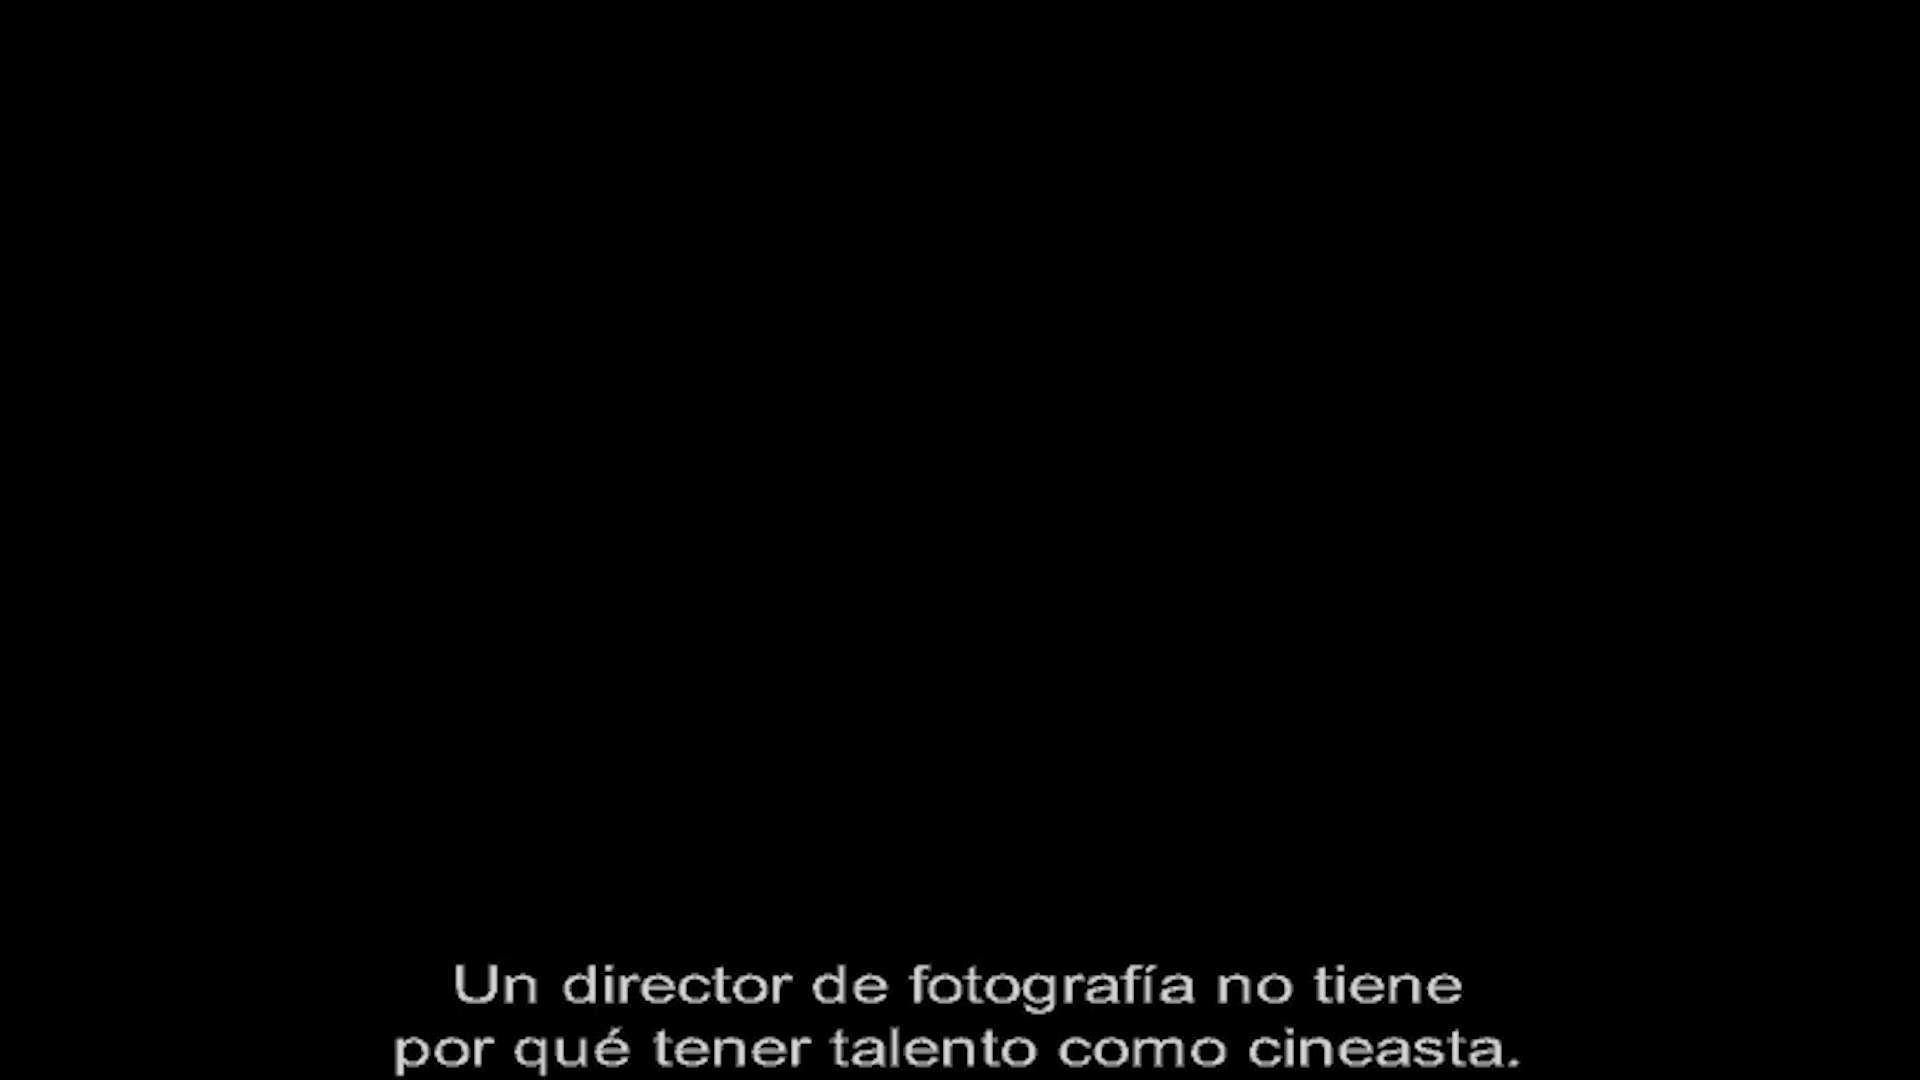 Un director de fotografía no tiene
por qué tener talento como cineasta.